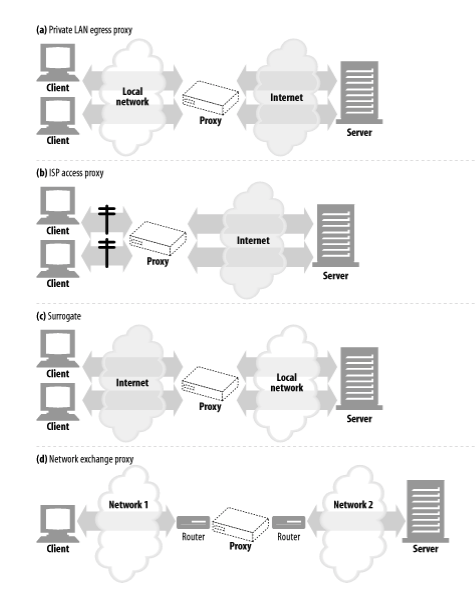 (a) Private LAN egress proxy
Client
Local
network
Proxy
Internet
Server
Client
(b) ISP access proxy
Client
Internet
Proxy
Server
Client
(c) Surrogate
Client
Internet
Local
network
Proxy
Server
Client
(d) Network exchange proxy
Network 1
Network 2
Client
Router
Proxy
Router
Server